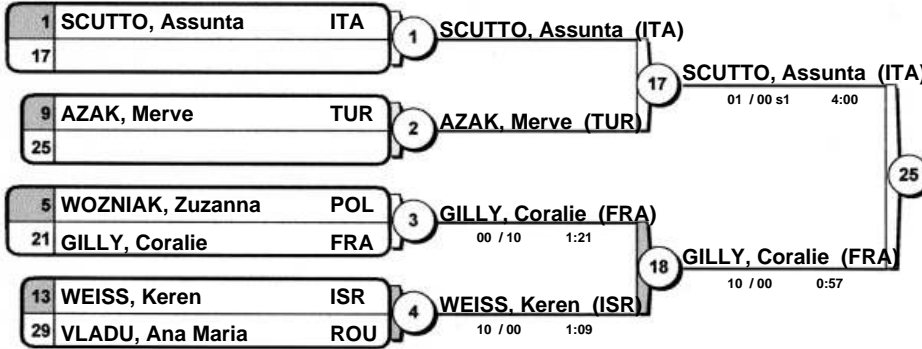 1 SCUTTO, Assunta ITA
17
1
SCUTTO, Assunta (ITA)
9 AZAK, Merve TUR
25
2
AZAK, Merve (TUR)
17
SCUTTO, Assunta (ITA)
01 / 00 s1 4:00
5 WOZNIAK, Zuzanna POL
21 GILLY, Coralie FRA
3
GILLY, Coralie (FRA)
00 / 10 1:21
13 WEISS, Keren ISR
29 VLADU, Ana Maria ROU
4
WEISS, Keren (ISR)
10 / 00 1:09
18
GILLY, Coralie (FRA)
10 / 00 0:57
25